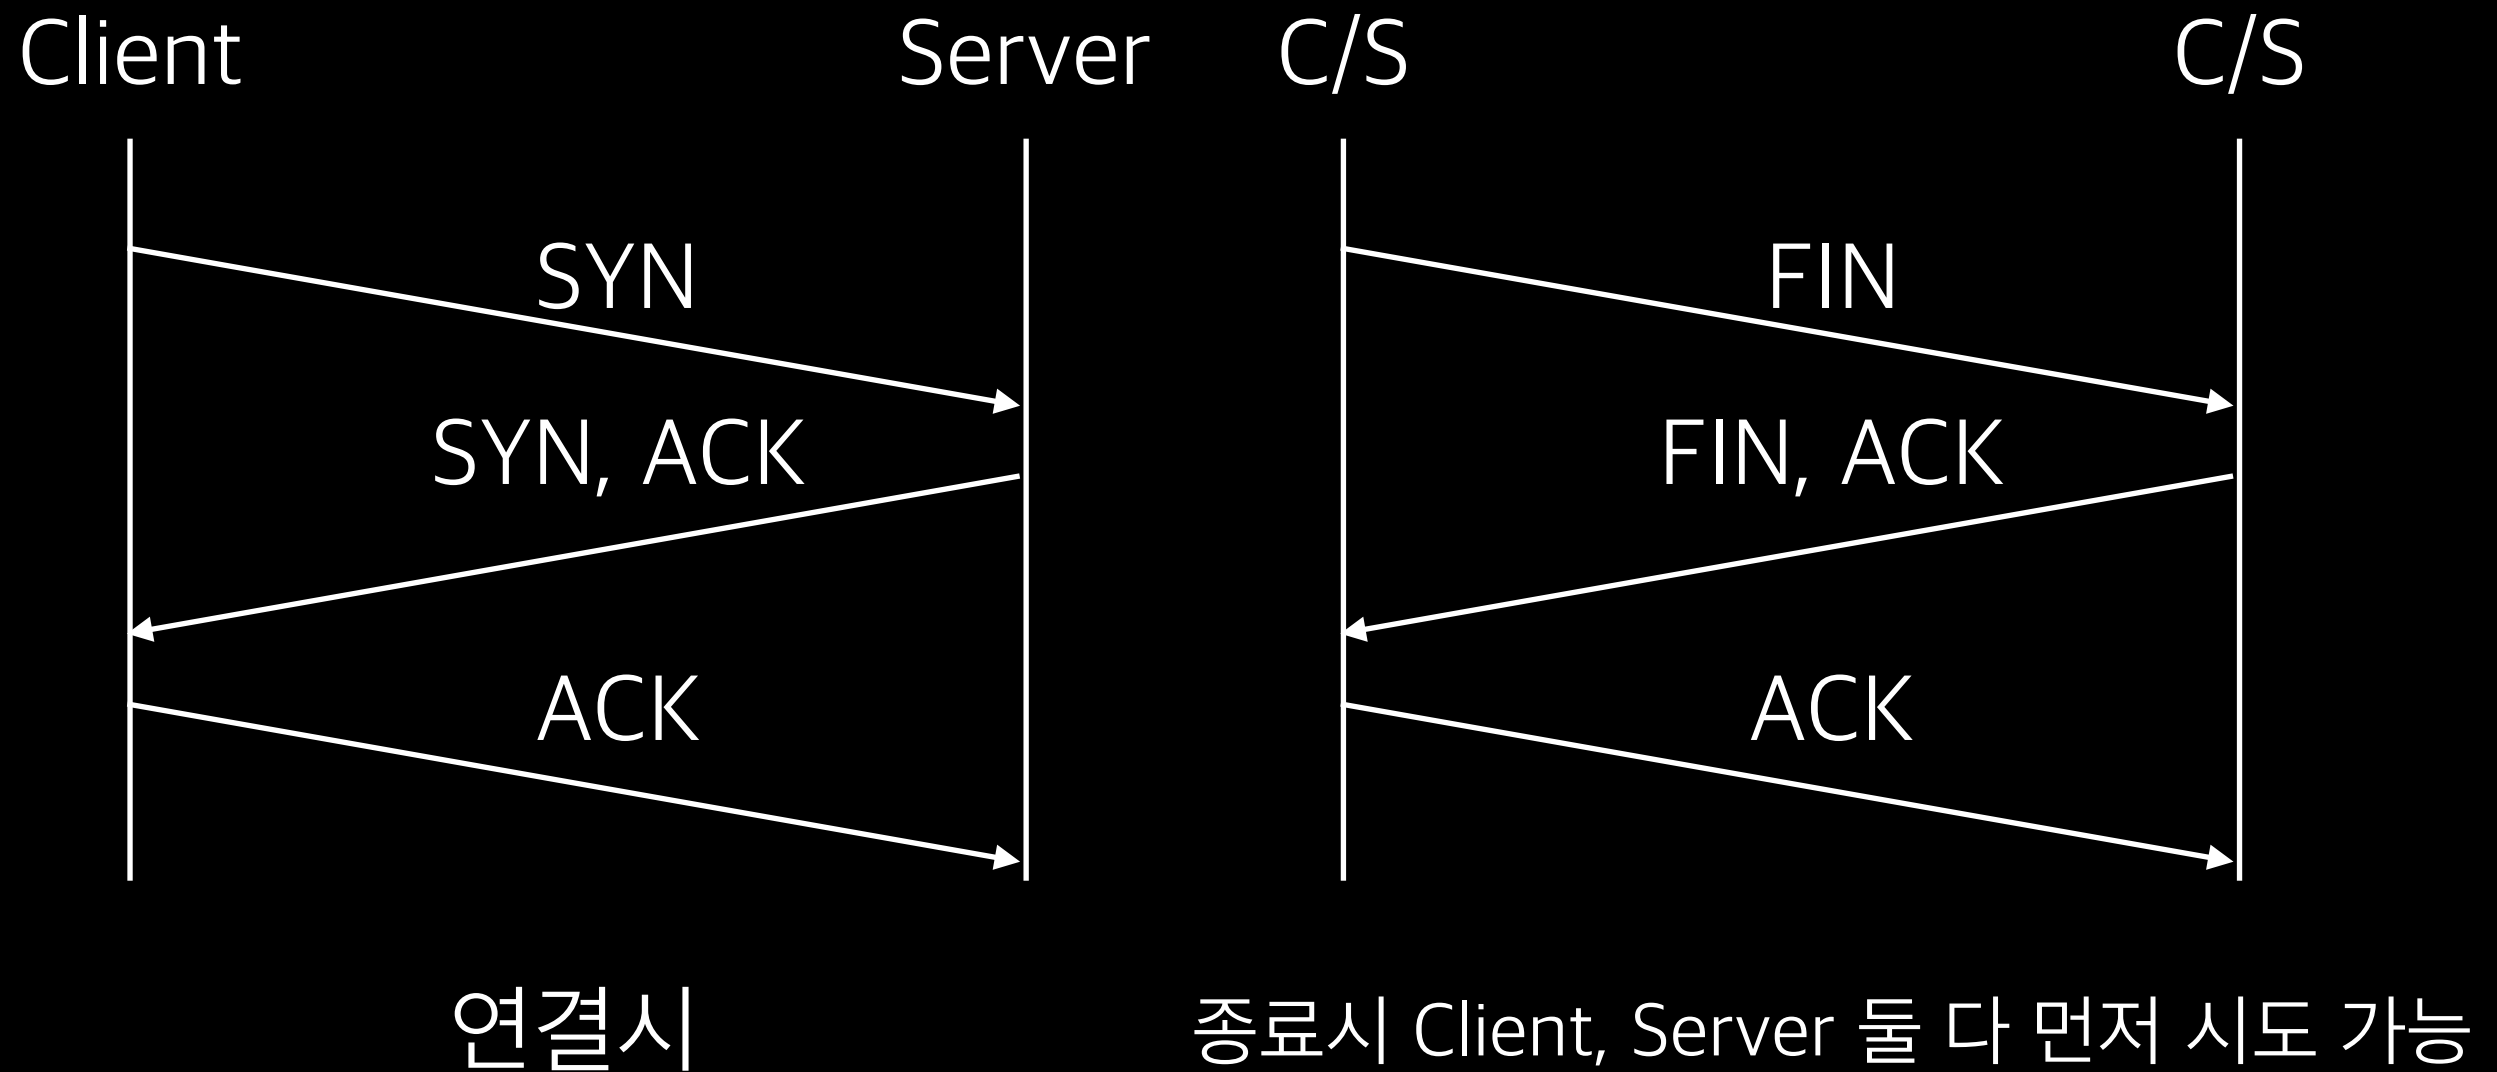 Client Server C/S C/S
SYN FIN
SYN, ACK FIN, ACK
ACK ACK
연결시 종료시 Client, Server 둘다 먼저 시도 가능